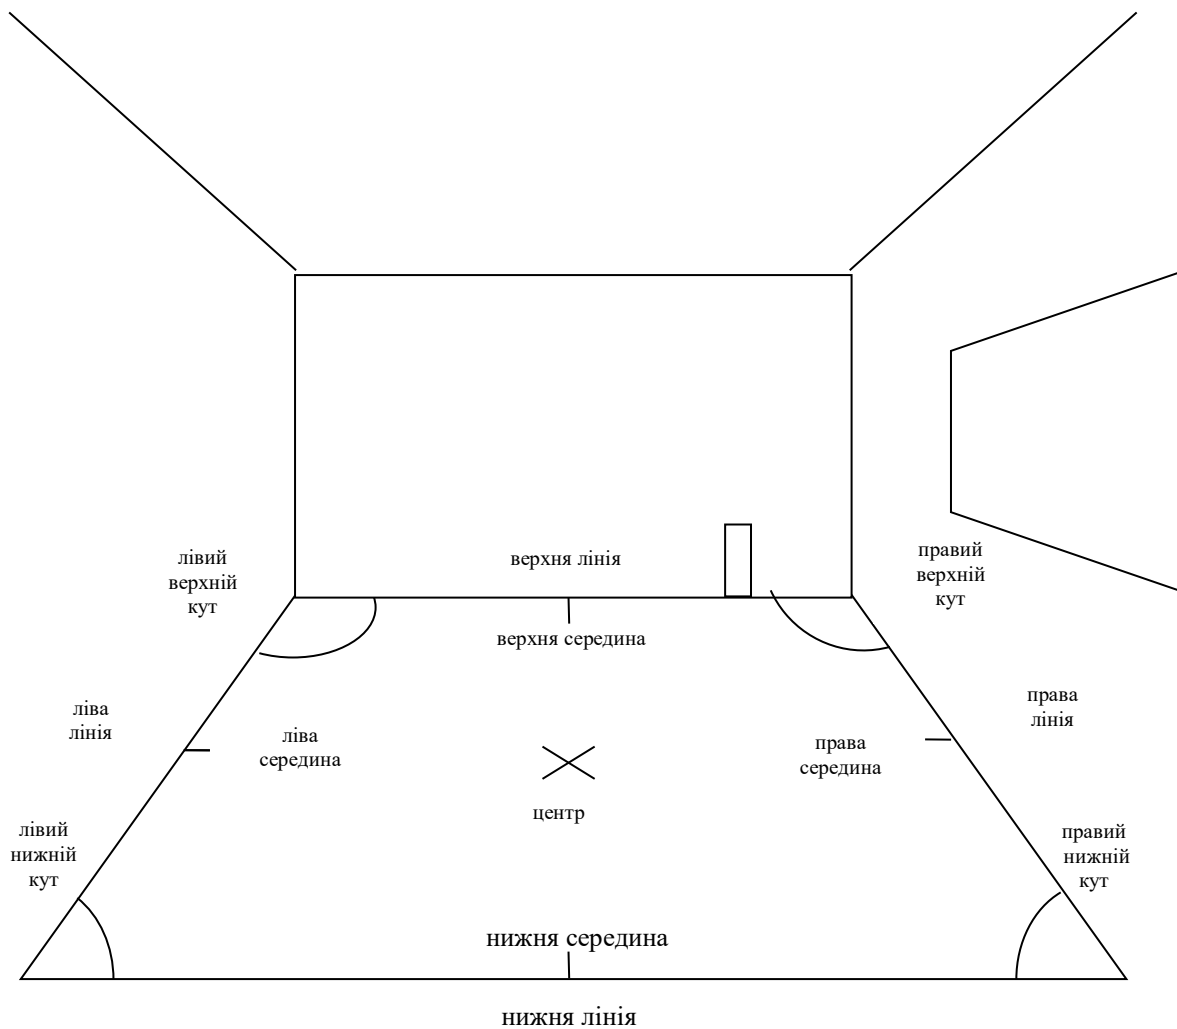 лівий
верхній
кут
верхня лінія
правий
верхній
кут
верхня середина
ліва
лінія
ліва
середина
права
середина
права
лінія
центр
лівий
нижній
кут
правий
нижній
кут
нижня середина
нижня лінія